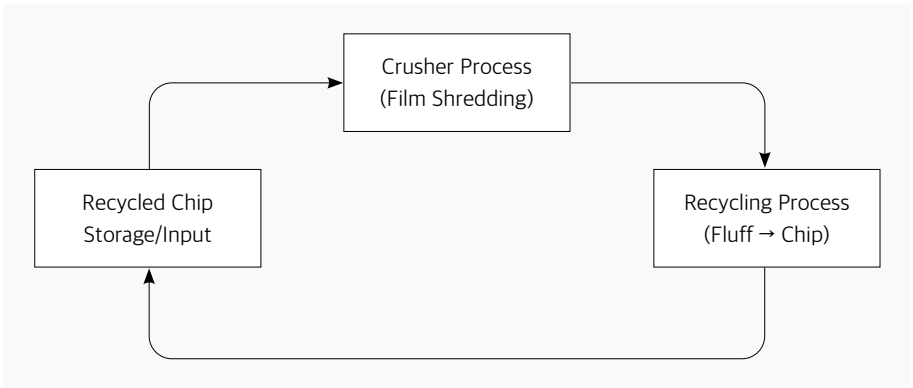 Crusher Process
(Film Shredding)
Recycled Chip
Storage/Input
Recycling Process
(Fluff → Chip)